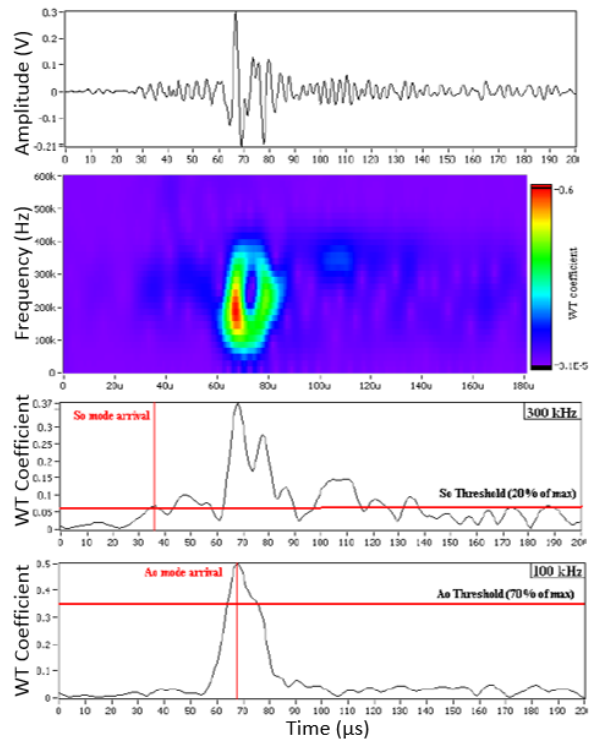 Amplitude (V)
0.3
0.2
0.1
0
-0.1
-0.21
0 10 20 30 40 50 60 70 80 90 100 110 120 130 140 150 160 170 180 190 200
Frequency (Hz)
600k
500k
400k
300k
200k
100k
0
0 20u 40u 60u 80u 100u 120u 140u 160u 180u
0.6
WT coefficient
WT Coefficient
0.37
0.3
0.25
0.2
0.15
0.1
0.05
0
So mode arrival
300 kHz
So Threshold (20% of max)
0 10 20 30 40 50 60 70 80 90 100 110 120 130 140 150 160 170 180 190 200
WT Coefficient
0.5
0.4
0.3
0.2
0.1
0
Ao mode arrival
100 kHz
Ao Threshold (70% of max)
0 10 20 30 40 50 60 70 80 90 100 110 120 130 140 150 160 170 180 190 200
Time (μs)